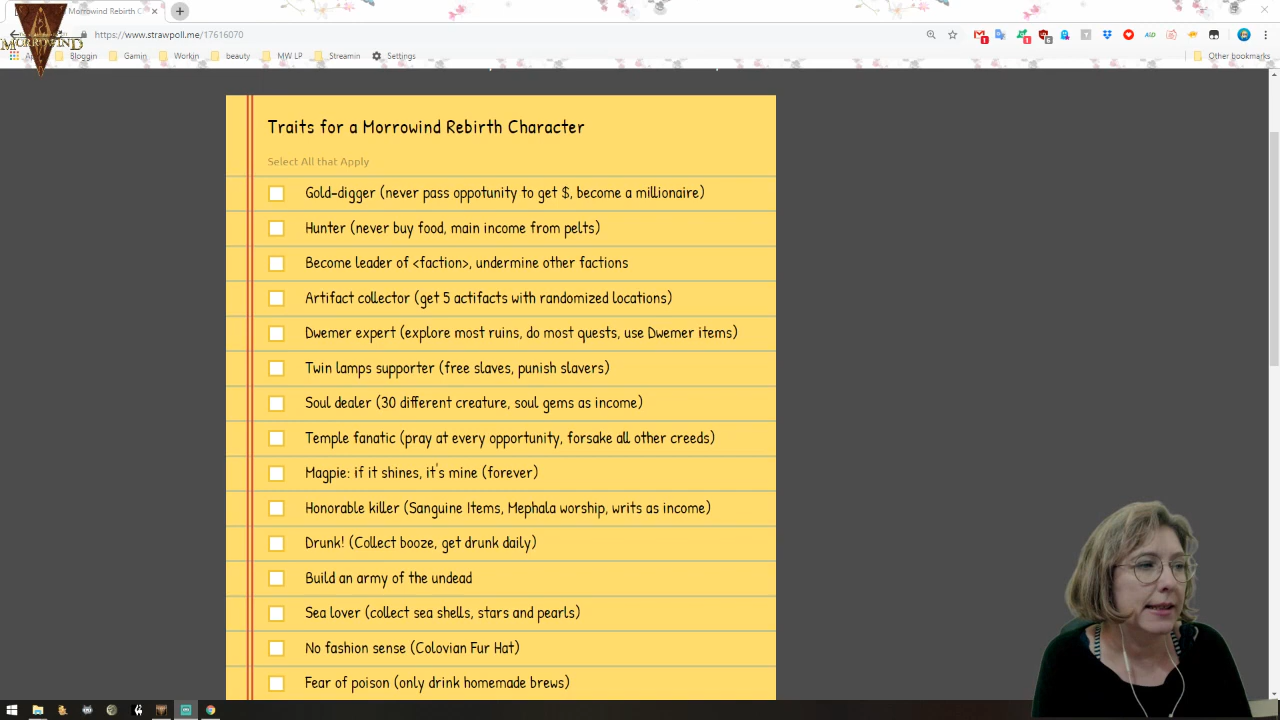 Morrowind C
Morrowind Rebirth C
https://www.strawpoll.me/17616070
Bloggin
Gamin
Workin
beauty
MW LP
Streamin
Settings
Other bookmarks
MORROWIND
Traits for a Morrowind Rebirth Character
Select All that Apply
Gold-digger (never pass oppotunity to get $, become a millionaire)
Hunter (never buy food, main income from pelts)
Become leader of <faction>, undermine other factions
Artifact collector (get 5 actifacts with randomized locations)
Dwemer expert (explore most ruins, do most quests, use Dwemer items)
Twin lamps supporter (free slaves, punish slavers)
Soul dealer (30 different creature, soul gems as income)
Temple fanatic (pray at every opportunity, forsake all other creeds)
Magpie: if it shines, it's mine (forever)
Honorable killer (Sanguine Items, Mephala worship, writs as income)
Drunk! (Collect booze, get drunk daily)
Build an army of the undead
Sea lover (collect sea shells, stars and pearls)
No fashion sense (Colovian Fur Hat)
Fear of poison (only drink homemade brews)